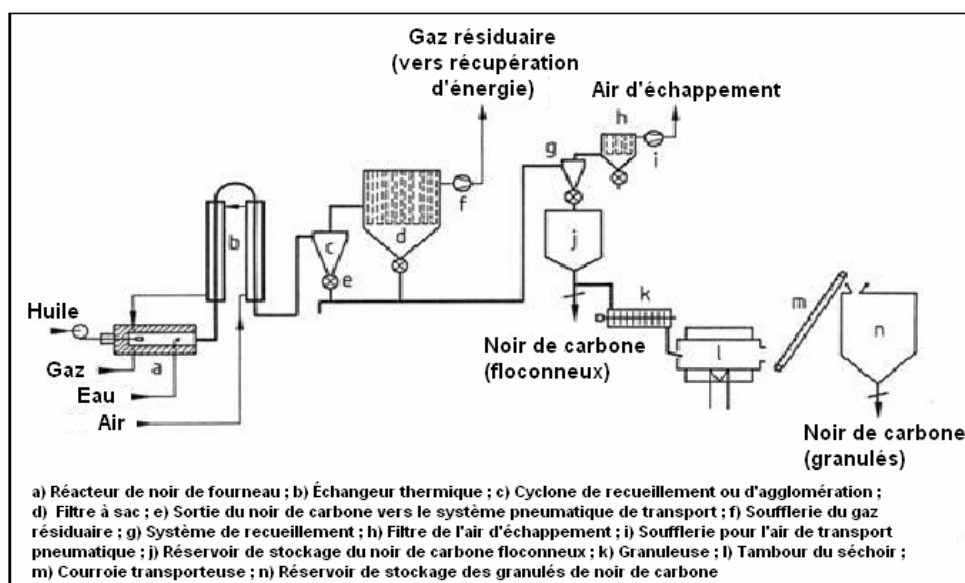 Gaz résiduaire
(vers récupération
d'énergie)
Air d'échappement
h
g
i
f
d
c
b
j
e
k
m
Huile
n
Noir de carbone
(floconneux)
l
Gaz
a
Eau
Air
Noir de carbone
(granulés)
a) Réacteur de noir de fourneau ; b) Échangeur thermique ; c) Cyclone de recueillement ou d'agglomération ;
d) Filtre à sac ; e) Sortie du noir de carbone vers le système pneumatique de transport ; f) Soufflerie du gaz
résiduaire ; g) Système de recueillement ; h) Filtre de l'air d'échappement ; i) Soufflerie pour l'air de transport
pneumatique ; j) Réservoir de stockage du noir de carbone floconneux ; k) Granuleuse ; l) Tambour du séchoir ;
m) Courroie transporteuse ; n) Réservoir de stockage des granulés de noir de carbone